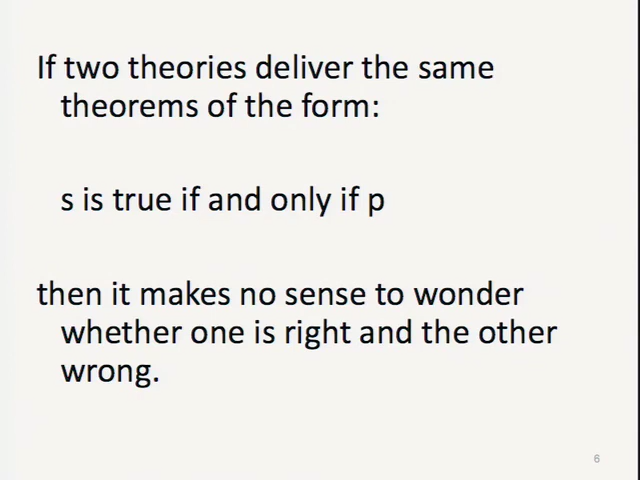 If two theories deliver the same
theorems of the form:
s is true if and only if p
then it makes no sense to wonder
whether one is right and the other
wrong.
6